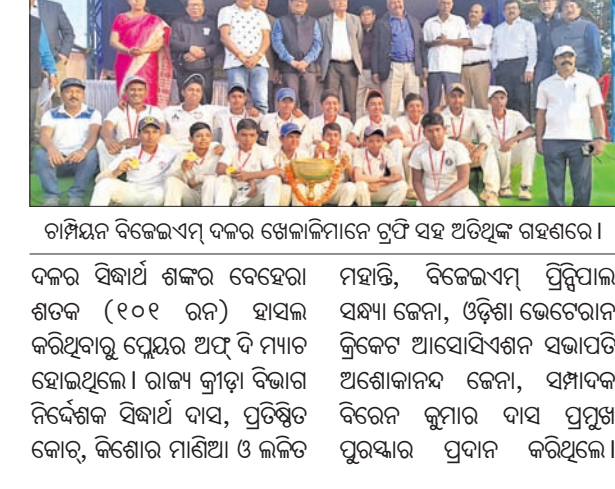 ଚାମ୍ପିୟନ ବିଜେଇଏମ୍ ଦଳର ଖେଳାଳିମାନେ ଟ୍ରଫି ସହ ଅତିଥିଙ୍କ ଗହଣରେ।
ଦଳର ସିଦ୍ଧାର୍ଥ ଶଙ୍କର ବେହେରା
ଶତକ (୧୦୧ ରନ) ହାସଲ
କରିଥିବାରୁ ପ୍ଲେୟର ଅଫ୍ ଦି ମ୍ୟାଚ
ହୋଇଥିଲେ। ରାଜ୍ୟ କ୍ରୀଡ଼ା ବିଭାଗ
ନିର୍ଦ୍ଦେଶକ ସିଦ୍ଧାର୍ଥ ଦାସ, ପ୍ରତିଷ୍ଠିତ
କୋଚ୍, କିଶୋର ମାଣିଆ ଓ ଲଳିତ
ମହାନ୍ତି, ବିଜେଇଏମ୍ ପ୍ରିନ୍ସିପାଲ
ସନ୍ଧ୍ୟା ଜେନା, ଓଡ଼ିଶା ଭେଟେରାନ
କ୍ରିକେଟ ଆସୋସିଏଶନ ସଭାପତି
ଅଶୋକାନନ୍ଦ ଜେନା, ସମ୍ପାଦକ
ବିରେନ କୁମାର ଦାସ ପ୍ରମୁଖ
ପୁରସ୍କାର ପ୍ରଦାନ କରିଥିଲେ।